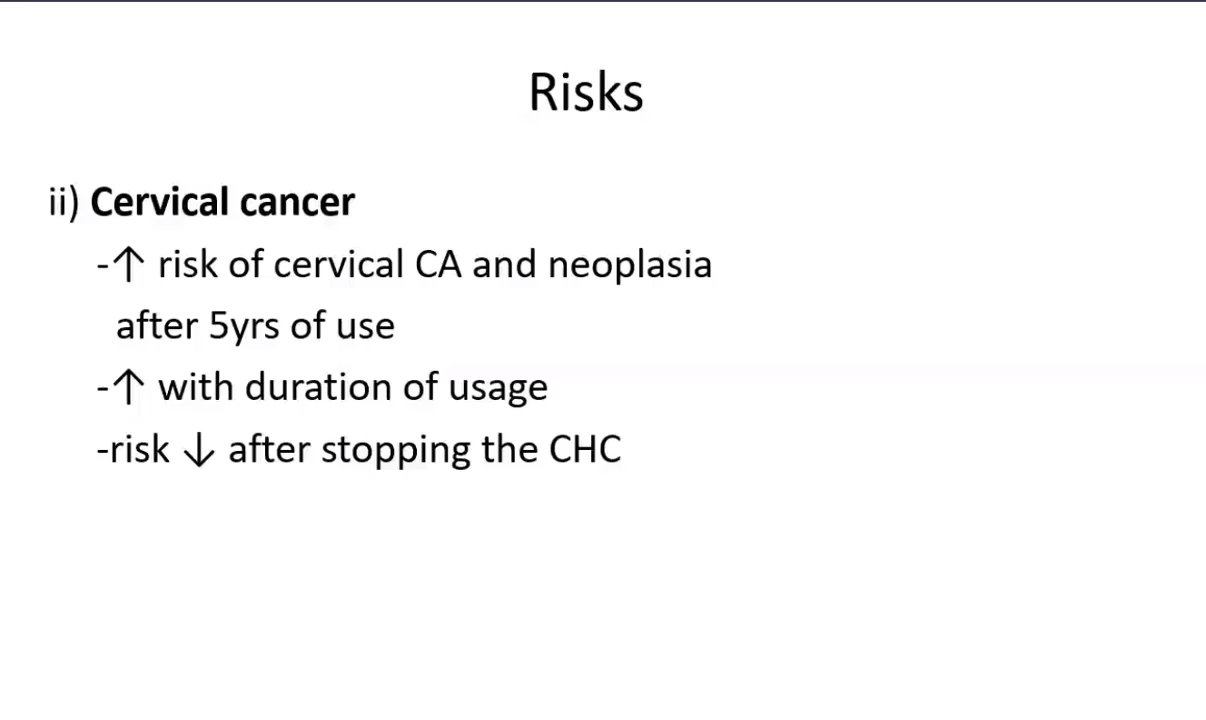 Risks
ii) Cervical cancer
-↑ risk of cervical CA and neoplasia
after 5yrs of use
-↑ with duration of usage
-risk ↓ after stopping the CHC